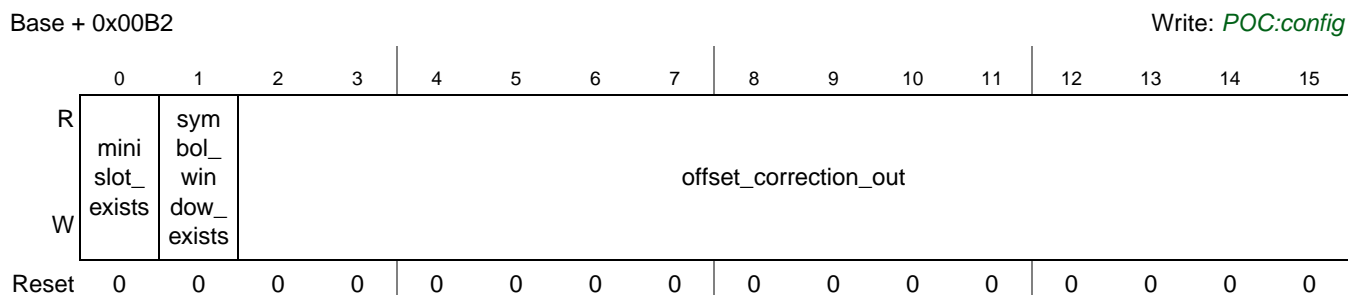 Base + 0x00B2 Write: POC:config
0 1 2 3 4 5 6 7 8 9 10 11 12 13 14 15
R
W
mini
slot_
exists
sym
bol_
win
dow_
exists
offset_correction_out
Reset 0 0 0 0 0 0 0 0 0 0 0 0 0 0 0 0